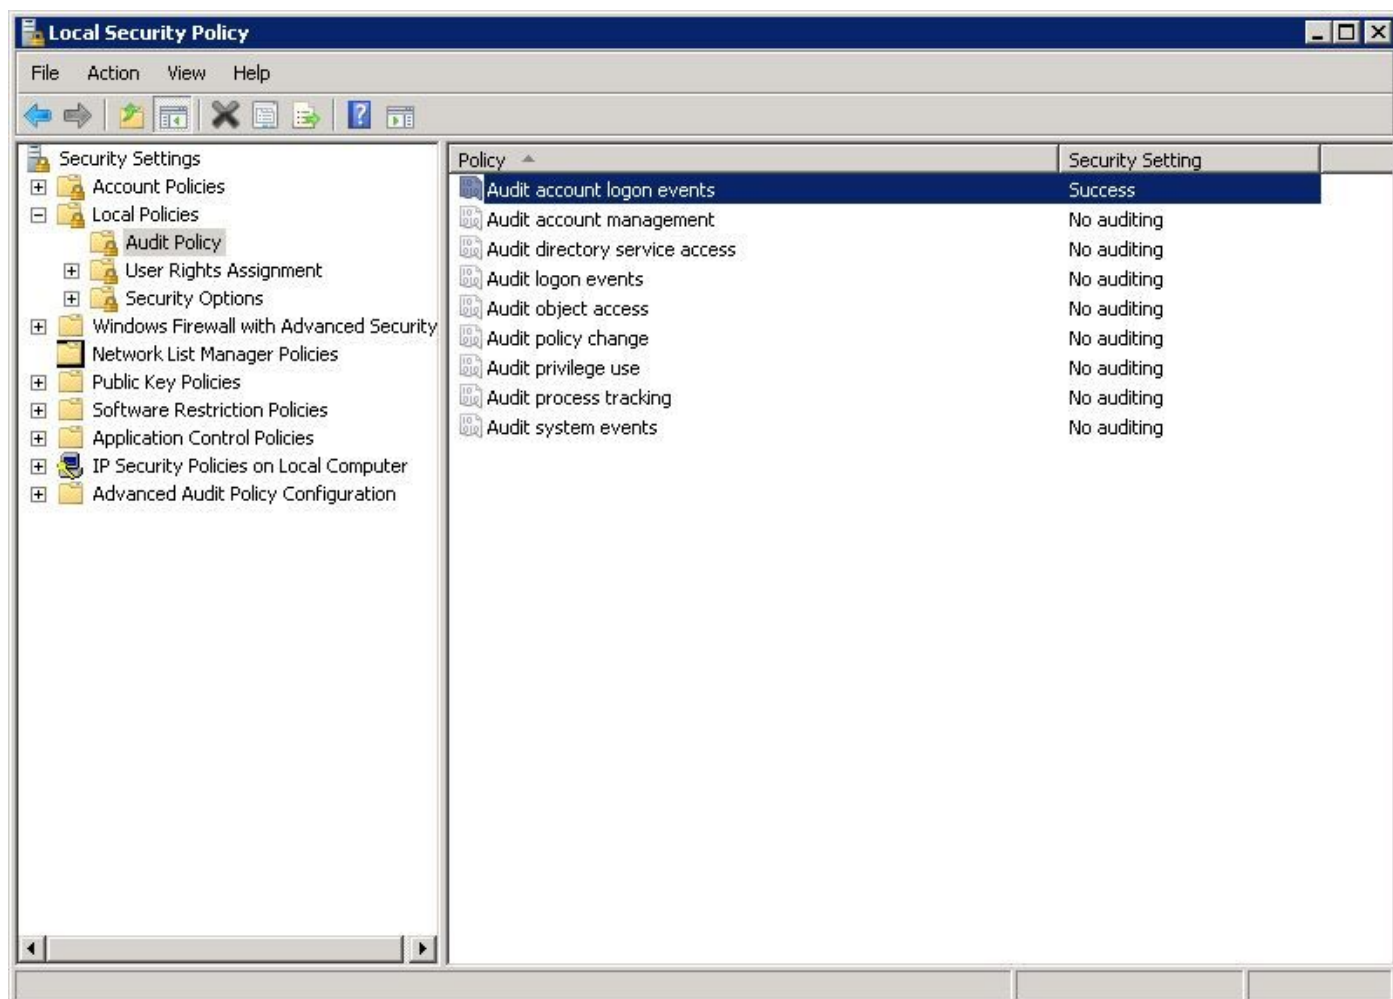 Local Security Policy
File Action View Help
Security Settings
Account Policies
Local Policies
Audit Policy
User Rights Assignment
Security Options
Windows Firewall with Advanced Security
Network List Manager Policies
Public Key Policies
Software Restriction Policies
Application Control Policies
IP Security Policies on Local Computer
Advanced Audit Policy Configuration
Policy Security Setting
Audit account logon events Success
Audit account management No auditing
Audit directory service access No auditing
Audit logon events No auditing
Audit object access No auditing
Audit policy change No auditing
Audit privilege use No auditing
Audit process tracking No auditing
Audit system events No auditing